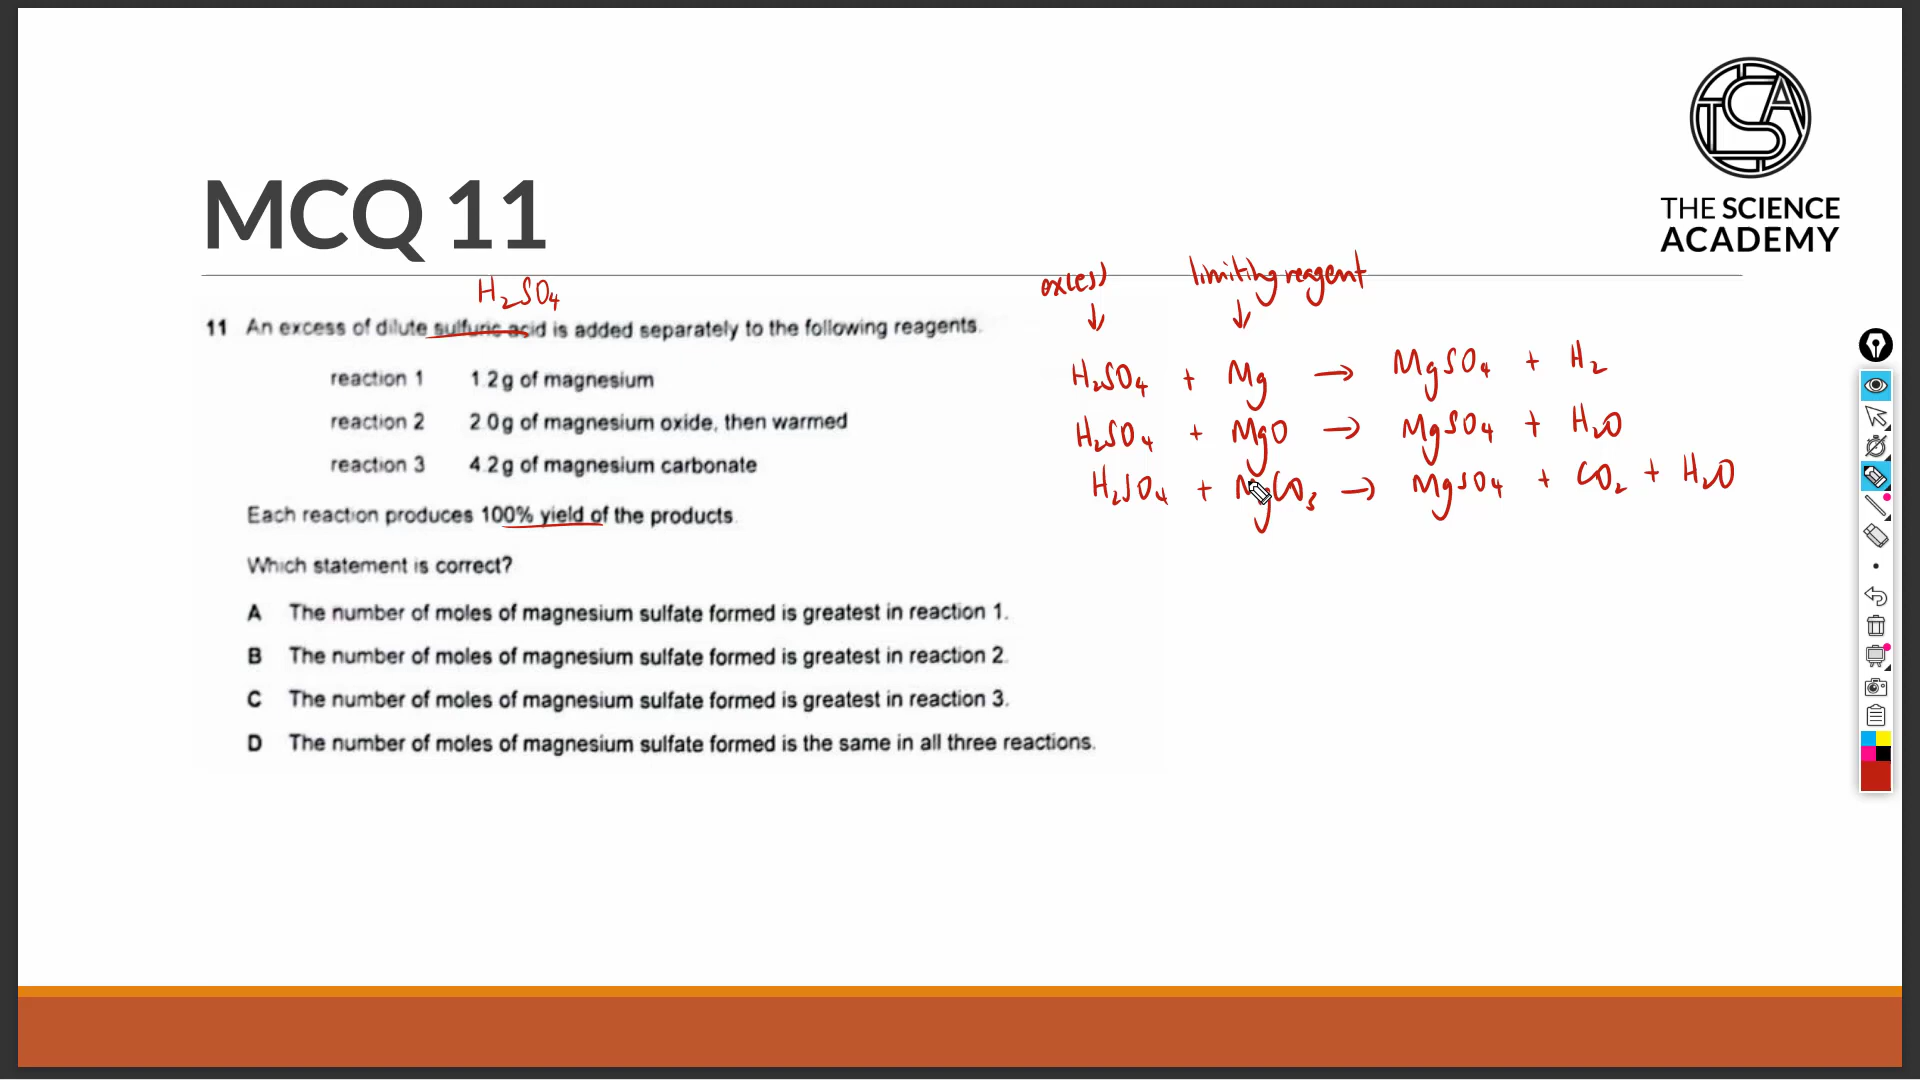 THE SCIENCE
ACADEMY
MCQ 11
H₂SO₄
excess
limiting reagent
11 An excess of dilute sulfuric acid is added separately to the following reagents.
reaction 1 1.2g of magnesium
reaction 2 2.0g of magnesium oxide, then warmed
reaction 3 4.2g of magnesium carbonate
Each reaction produces 100% yield of the products.
Which statement is correct?
A The number of moles of magnesium sulfate formed is greatest in reaction 1.
B The number of moles of magnesium sulfate formed is greatest in reaction 2.
C The number of moles of magnesium sulfate formed is greatest in reaction 3.
D The number of moles of magnesium sulfate formed is the same in all three reactions.
↓ ↓
H₂SO₄ + Mg → MgSO₄ + H₂
H₂SO₄ + MgO → MgSO₄ + H₂O
H₂SO₄ + MgCO₃ → MgSO₄ + CO₂ + H₂O